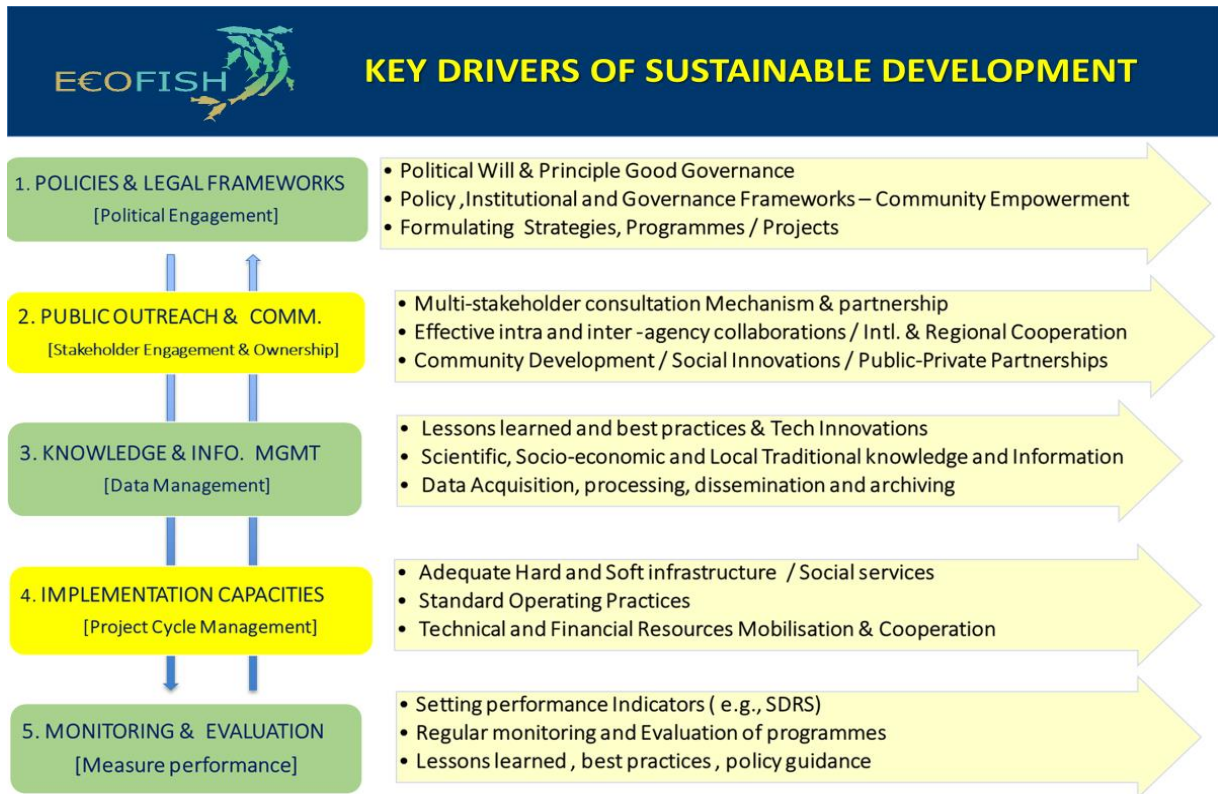 E€OFISH
KEY DRIVERS OF SUSTAINABLE DEVELOPMENT
1. POLICIES & LEGAL FRAMEWORKS
[Political Engagement]
• Political Will & Principle Good Governance
• Policy ,Institutional and Governance Frameworks – Community Empowerment
• Formulating Strategies, Programmes / Projects
2. PUBLIC OUTREACH & COMM.
[Stakeholder Engagement & Ownership]
• Multi-stakeholder consultation Mechanism & partnership
• Effective intra and inter -agency collaborations / Intl. & Regional Cooperation
• Community Development / Social Innovations / Public-Private Partnerships
3. KNOWLEDGE & INFO. MGMT
[Data Management]
• Lessons learned and best practices & Tech Innovations
• Scientific, Socio-economic and Local Traditional knowledge and Information
• Data Acquisition, processing, dissemination and archiving
4. IMPLEMENTATION CAPACITIES
[Project Cycle Management]
• Adequate Hard and Soft infrastructure / Social services
• Standard Operating Practices
• Technical and Financial Resources Mobilisation & Cooperation
5. MONITORING & EVALUATION
[Measure performance]
• Setting performance Indicators ( e.g., SDRS)
• Regular monitoring and Evaluation of programmes
• Lessons learned , best practices , policy guidance